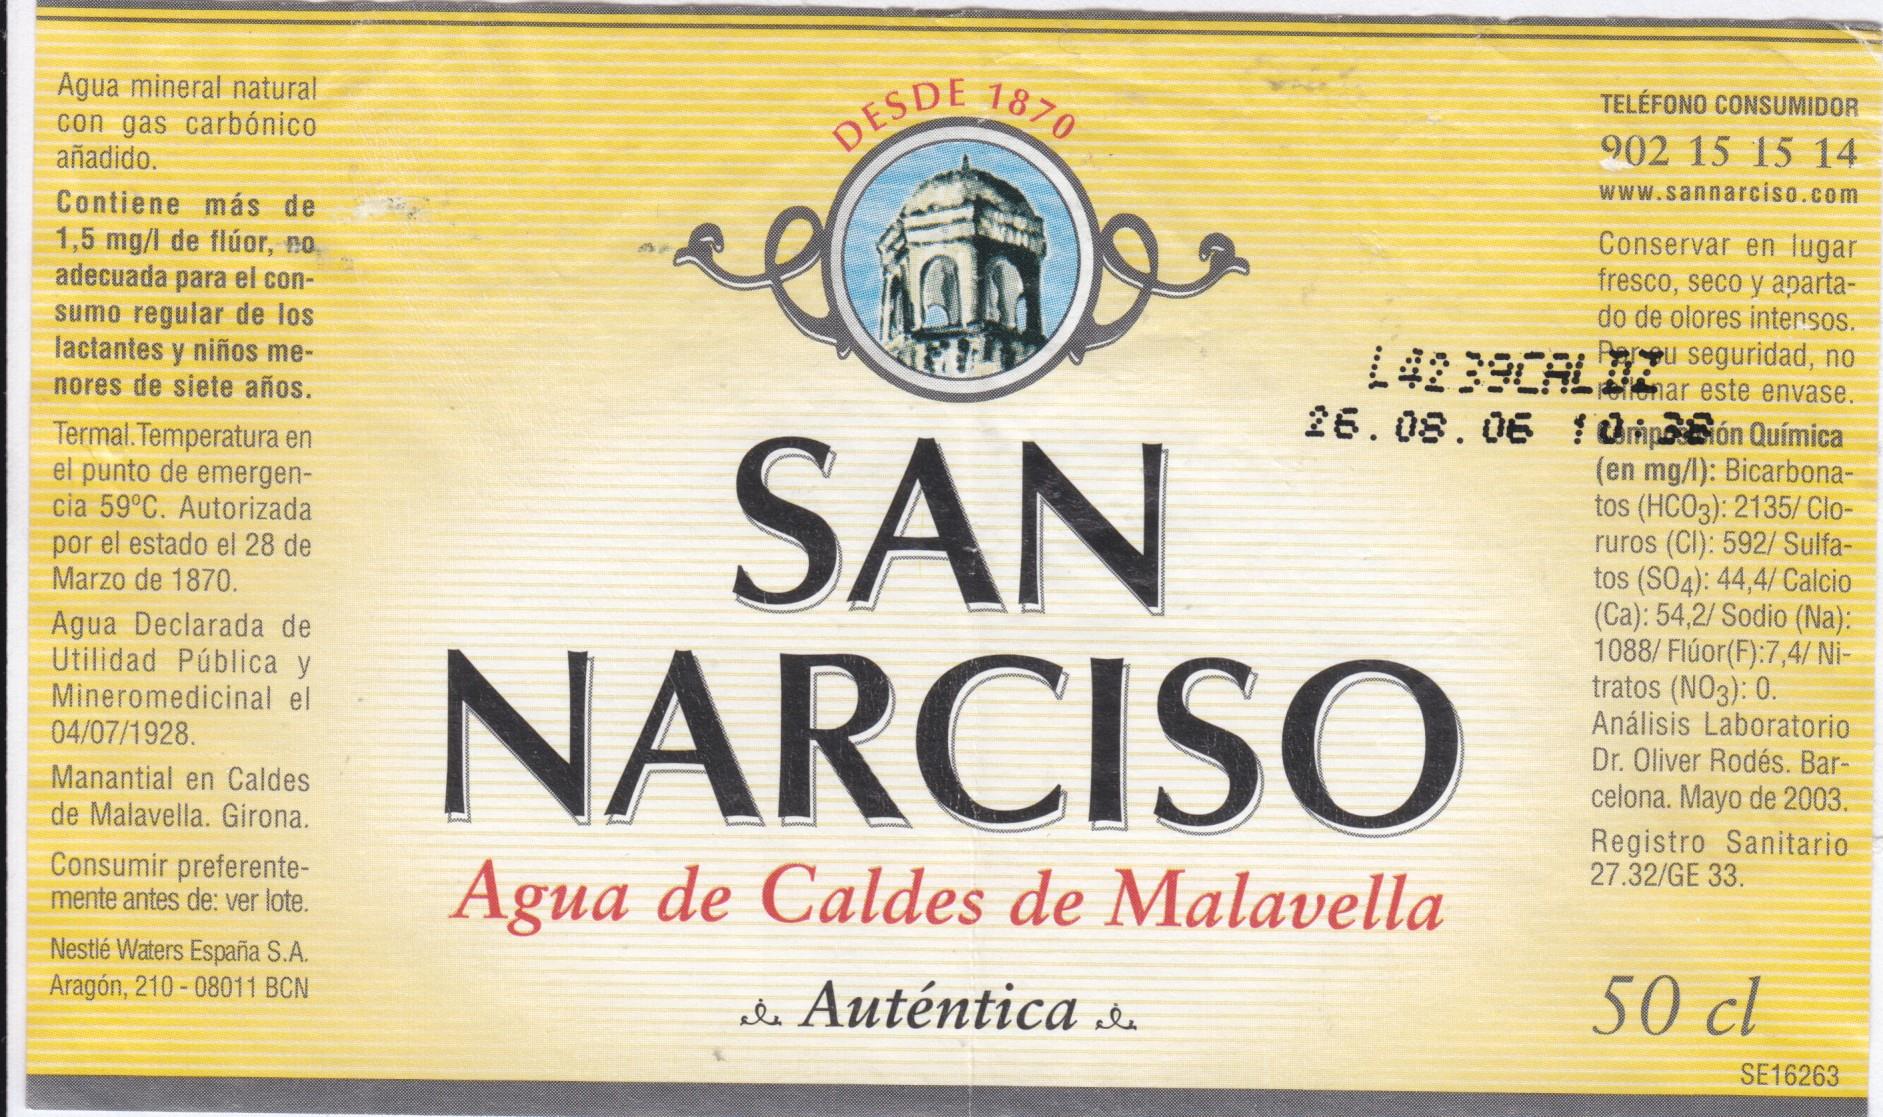 Agua mineral natural
con gas carbónico
añadido.
Contiene más de
1,5 mg/l de flúor, no
adecuada para el con-
sumo regular de los
lactantes y niños me-
nores de siete años.
Termal.Temperatura en
el punto de emergen-
cia 59ºC. Autorizada
por el estado el 28 de
Marzo de 1870.
Agua Declarada de
Utilidad Pública y
Mineromedicinal el
04/07/1928.
Manantial en Caldes
de Malavella. Girona.
Consumir preferente-
mente antes de: ver lote.
Nestlé Waters España S.A.
Aragón, 210 - 08011 BCN
DESDE 1870
SAN
NARCISO
Agua de Caldes de Malavella
Auténtica
TELÉFONO CONSUMIDOR
902 15 15 14
www.sannarciso.com
Conservar en lugar
fresco, seco y aparta-
do de olores intensos.
Por su seguridad, no
rellenar este envase.
L4239CAL
26.08.06 10:38
Composición Química
(en mg/l): Bicarbona-
tos (HCO3): 2135/ Clo-
ruros (Cl): 592/ Sulfa-
tos (SO4): 44,4/ Calcio
(Ca): 54,2/ Sodio (Na):
1088/ Flúor(F):7,4/ Ni-
tratos (NO3): 0.
Análisis Laboratorio
Dr. Oliver Rodés. Bar-
celona. Mayo de 2003.
Registro Sanitario
27.32/GE 33.
50 cl
SE16263